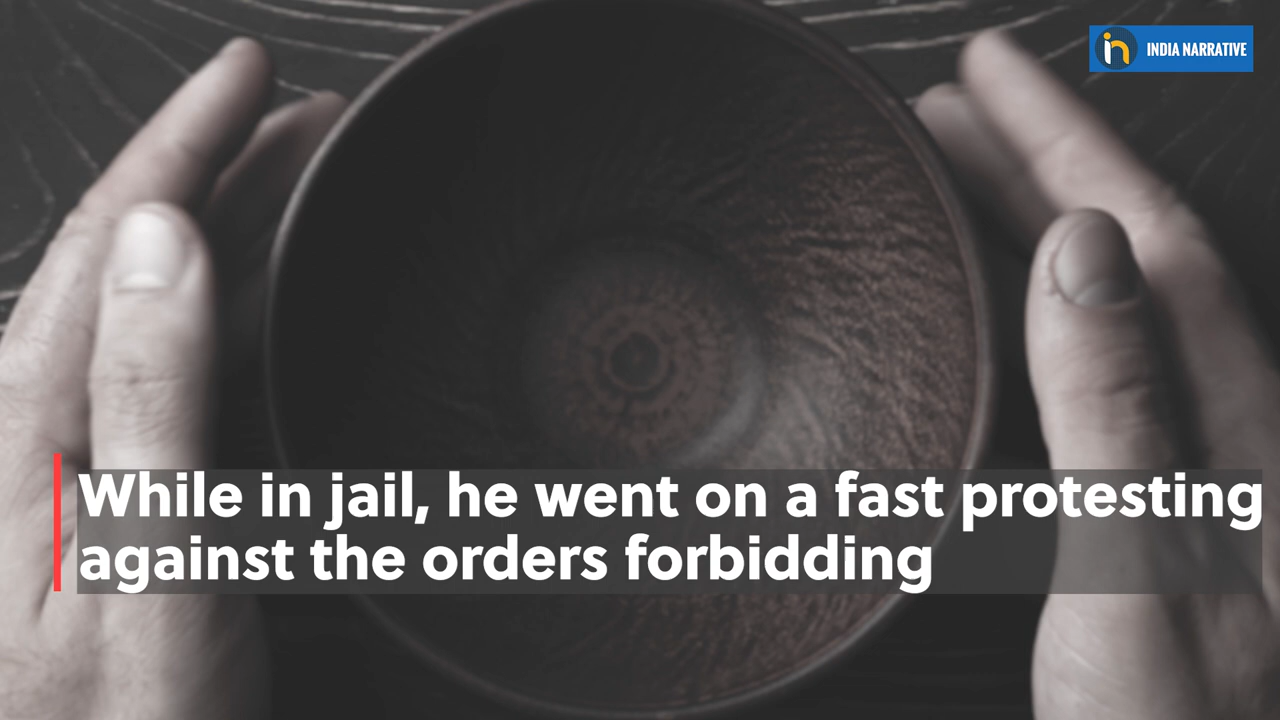 INDIA NARRATIVE
While in jail, he went on a fast protesting
against the orders forbidding